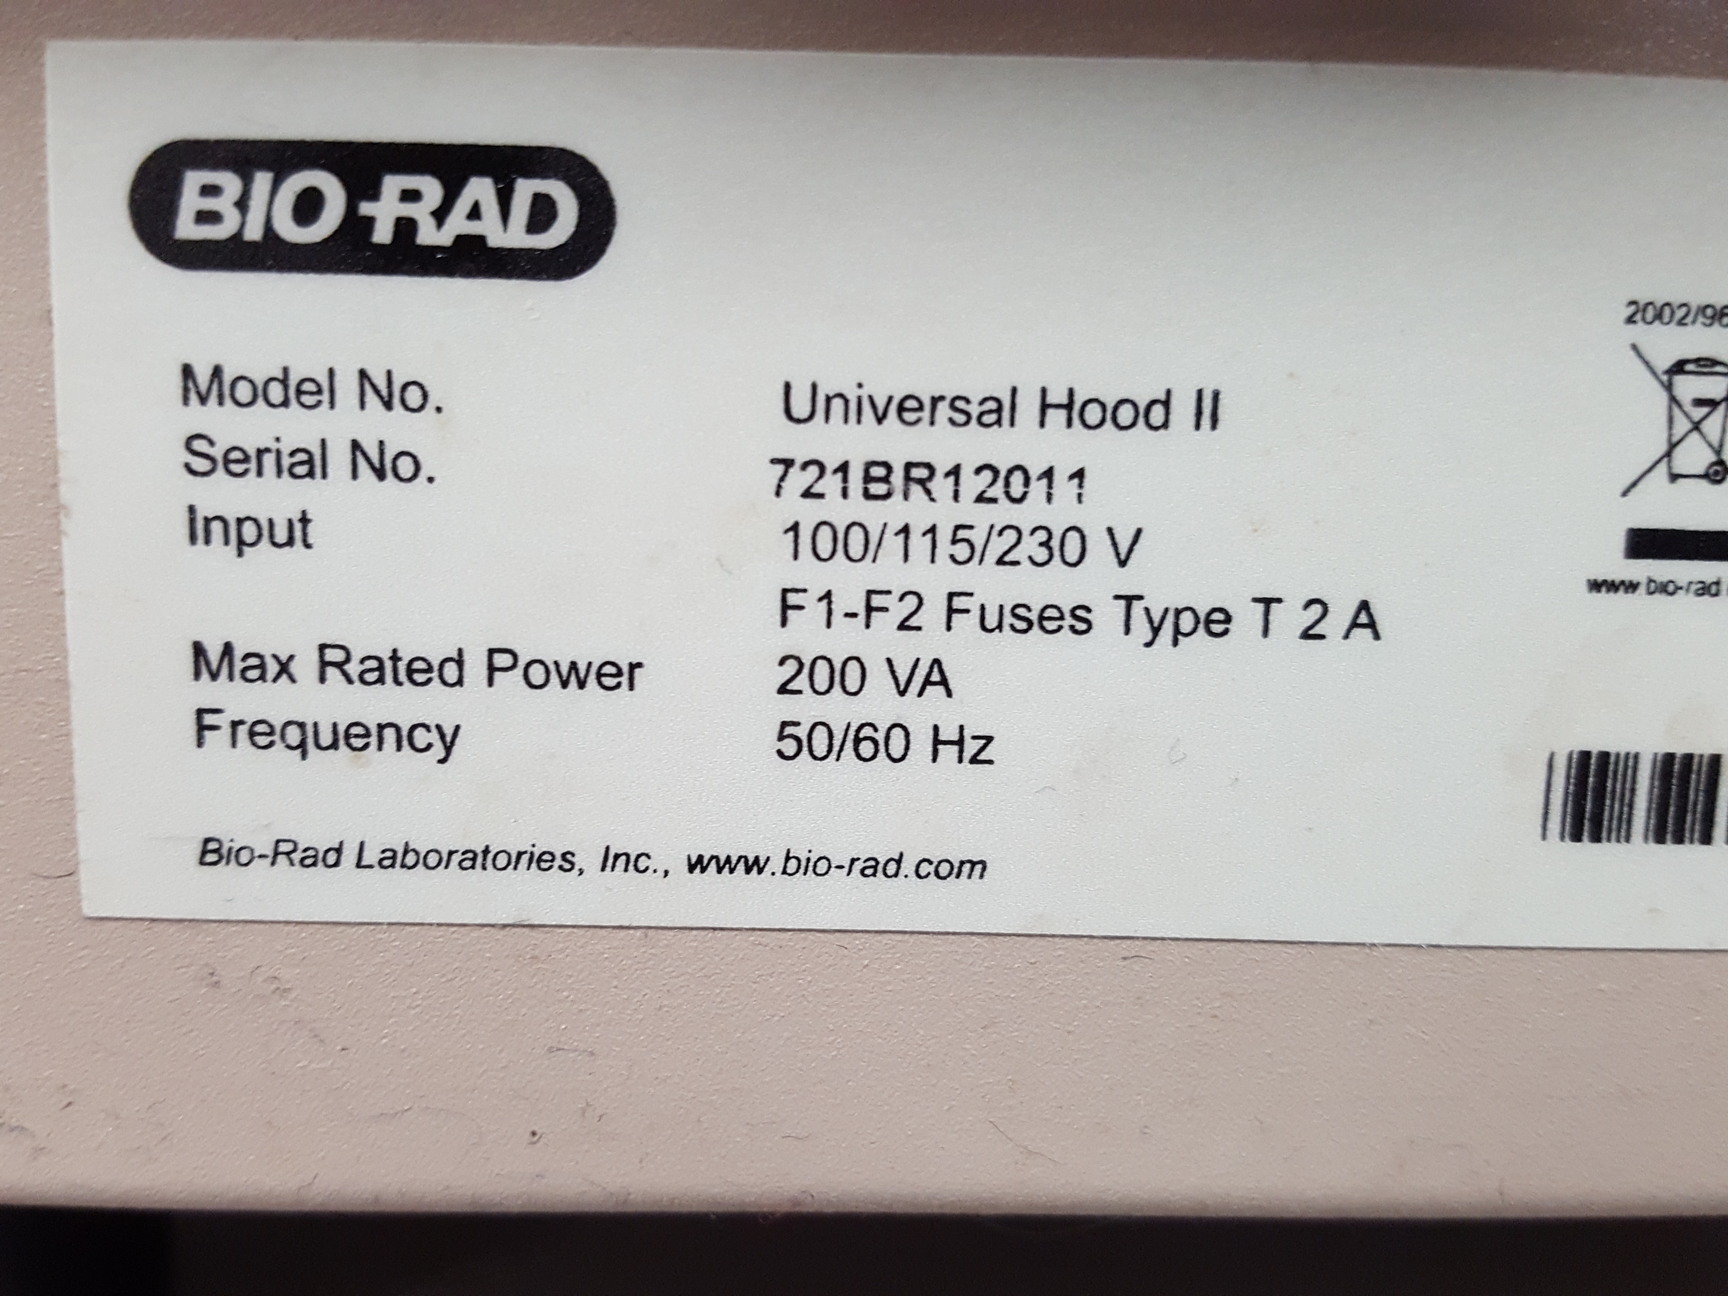 BIO-RAD
Model No. Universal Hood II
Serial No. 721BR12011
Input 100/115/230 V
F1-F2 Fuses Type T 2 A
Max Rated Power 200 VA
Frequency 50/60 Hz
Bio-Rad Laboratories, Inc., www.bio-rad.com
2002/96
www bio-rad